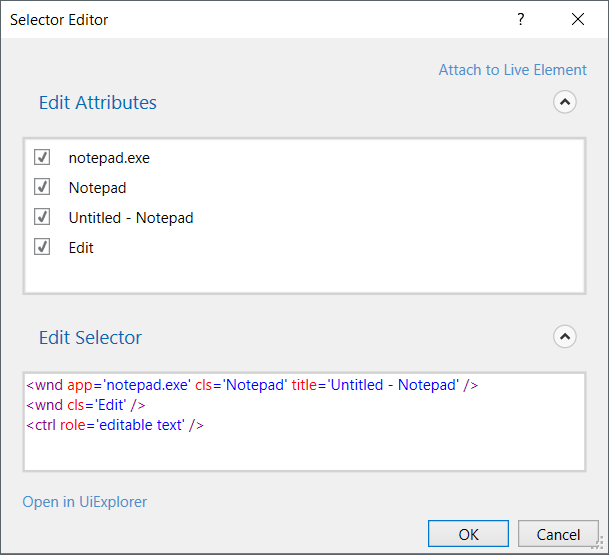 Selector Editor
?
Attach to Live Element
Edit Attributes
notepad.exe
Notepad
Untitled - Notepad
Edit
Edit Selector
<wnd app='notepad.exe' cls='Notepad' title='Untitled - Notepad' />
<wnd cls='Edit' />
<ctrl role='editable text' />
Open in UiExplorer
OK Cancel